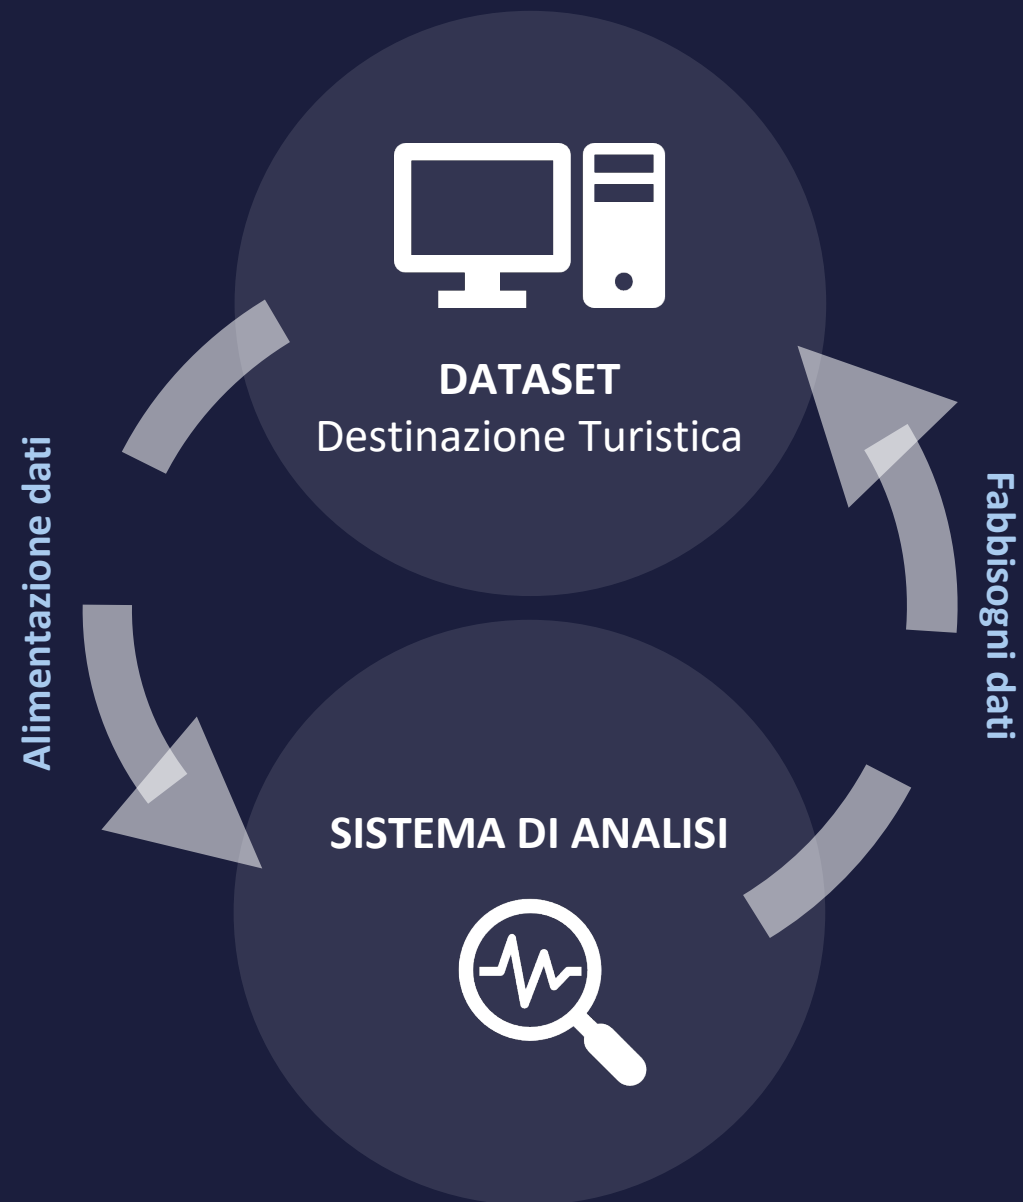 DATASET
Destinazione Turistica
Alimentazione dati
Fabbisogni dati
SISTEMA DI ANALISI